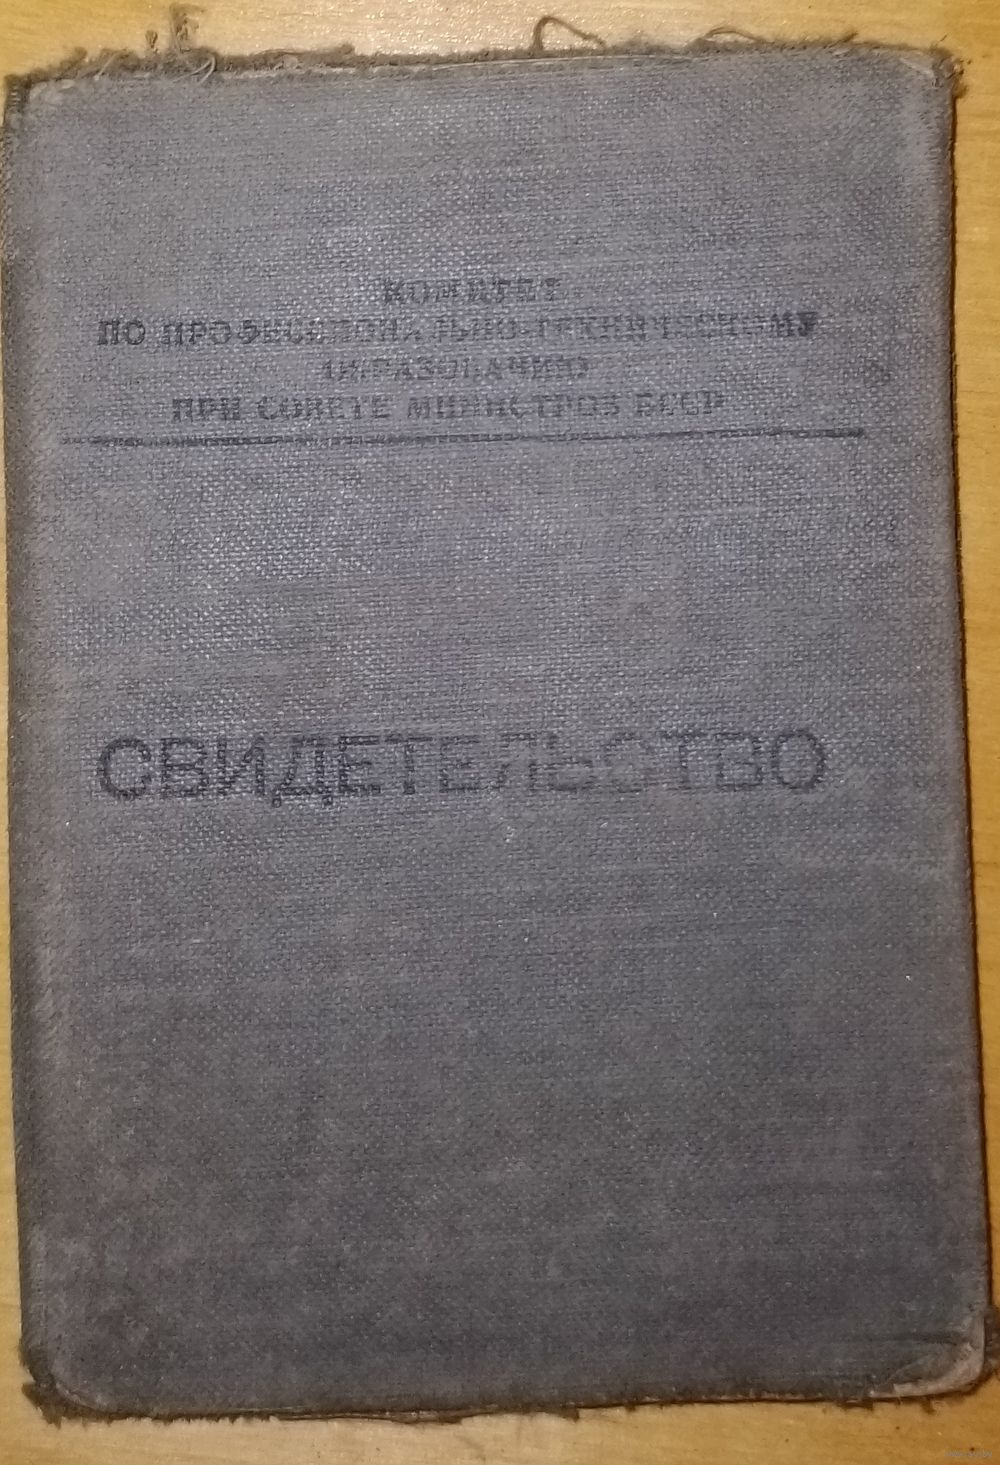 КОМИТЕТ
ПО ПРОФЕССИОНАЛЬНО-ТЕХНИЧЕСКОМУ
ОБРАЗОВАНИЮ
ПРИ СОВЕТЕ МИНИСТРОВ БССР
СВИДЕТЕЛЬСТВО